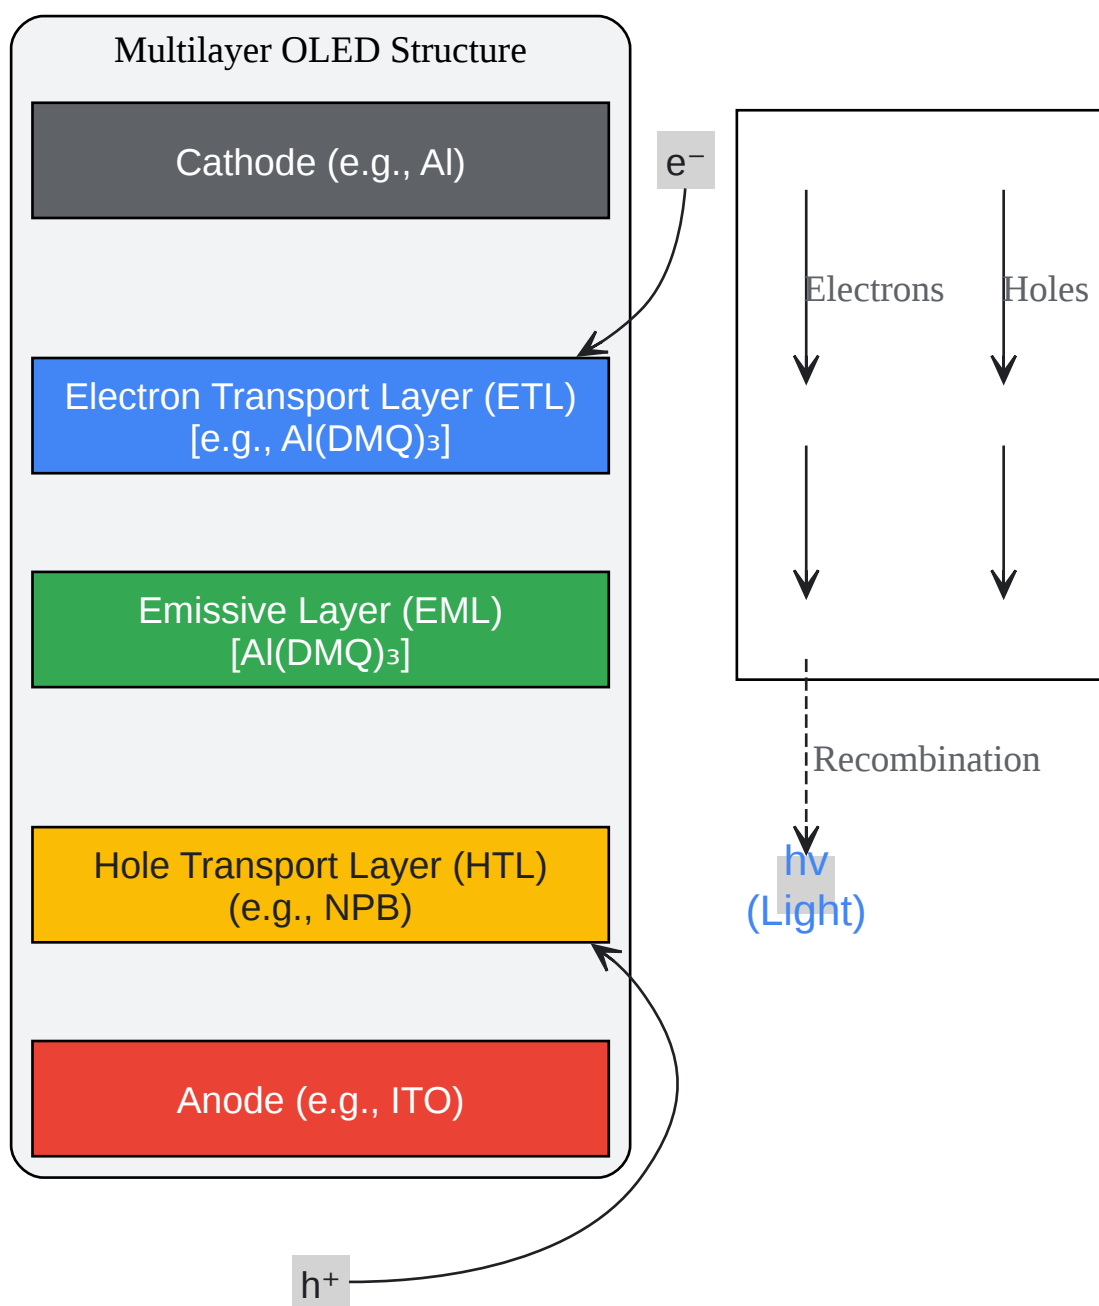 Multilayer OLED Structure
Cathode (e.g., Al)
e⁻
Electrons
Holes
Electron Transport Layer (ETL)
[e.g., Al(DMQ)₃]
Emissive Layer (EML)
[Al(DMQ)₃]
Recombination
hv
(Light)
Hole Transport Layer (HTL)
(e.g., NPB)
Anode (e.g., ITO)
h⁺